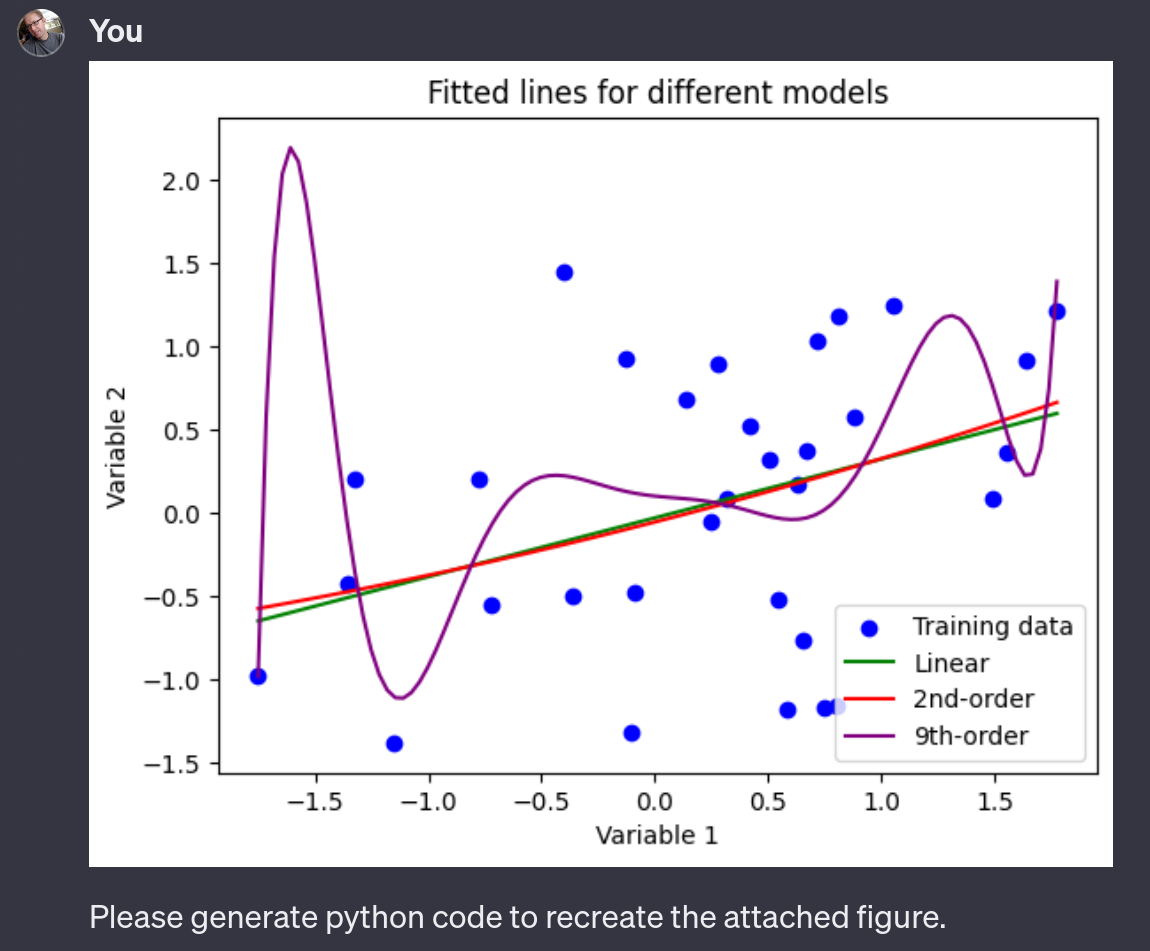 You
Fitted lines for different models
2.0
1.5
1.0
0.5
0.0
−0.5
−1.0
−1.5
Variable 2
Training data
Linear
2nd-order
9th-order
−1.5 −1.0 −0.5 0.0 0.5 1.0 1.5
Variable 1
Please generate python code to recreate the attached figure.